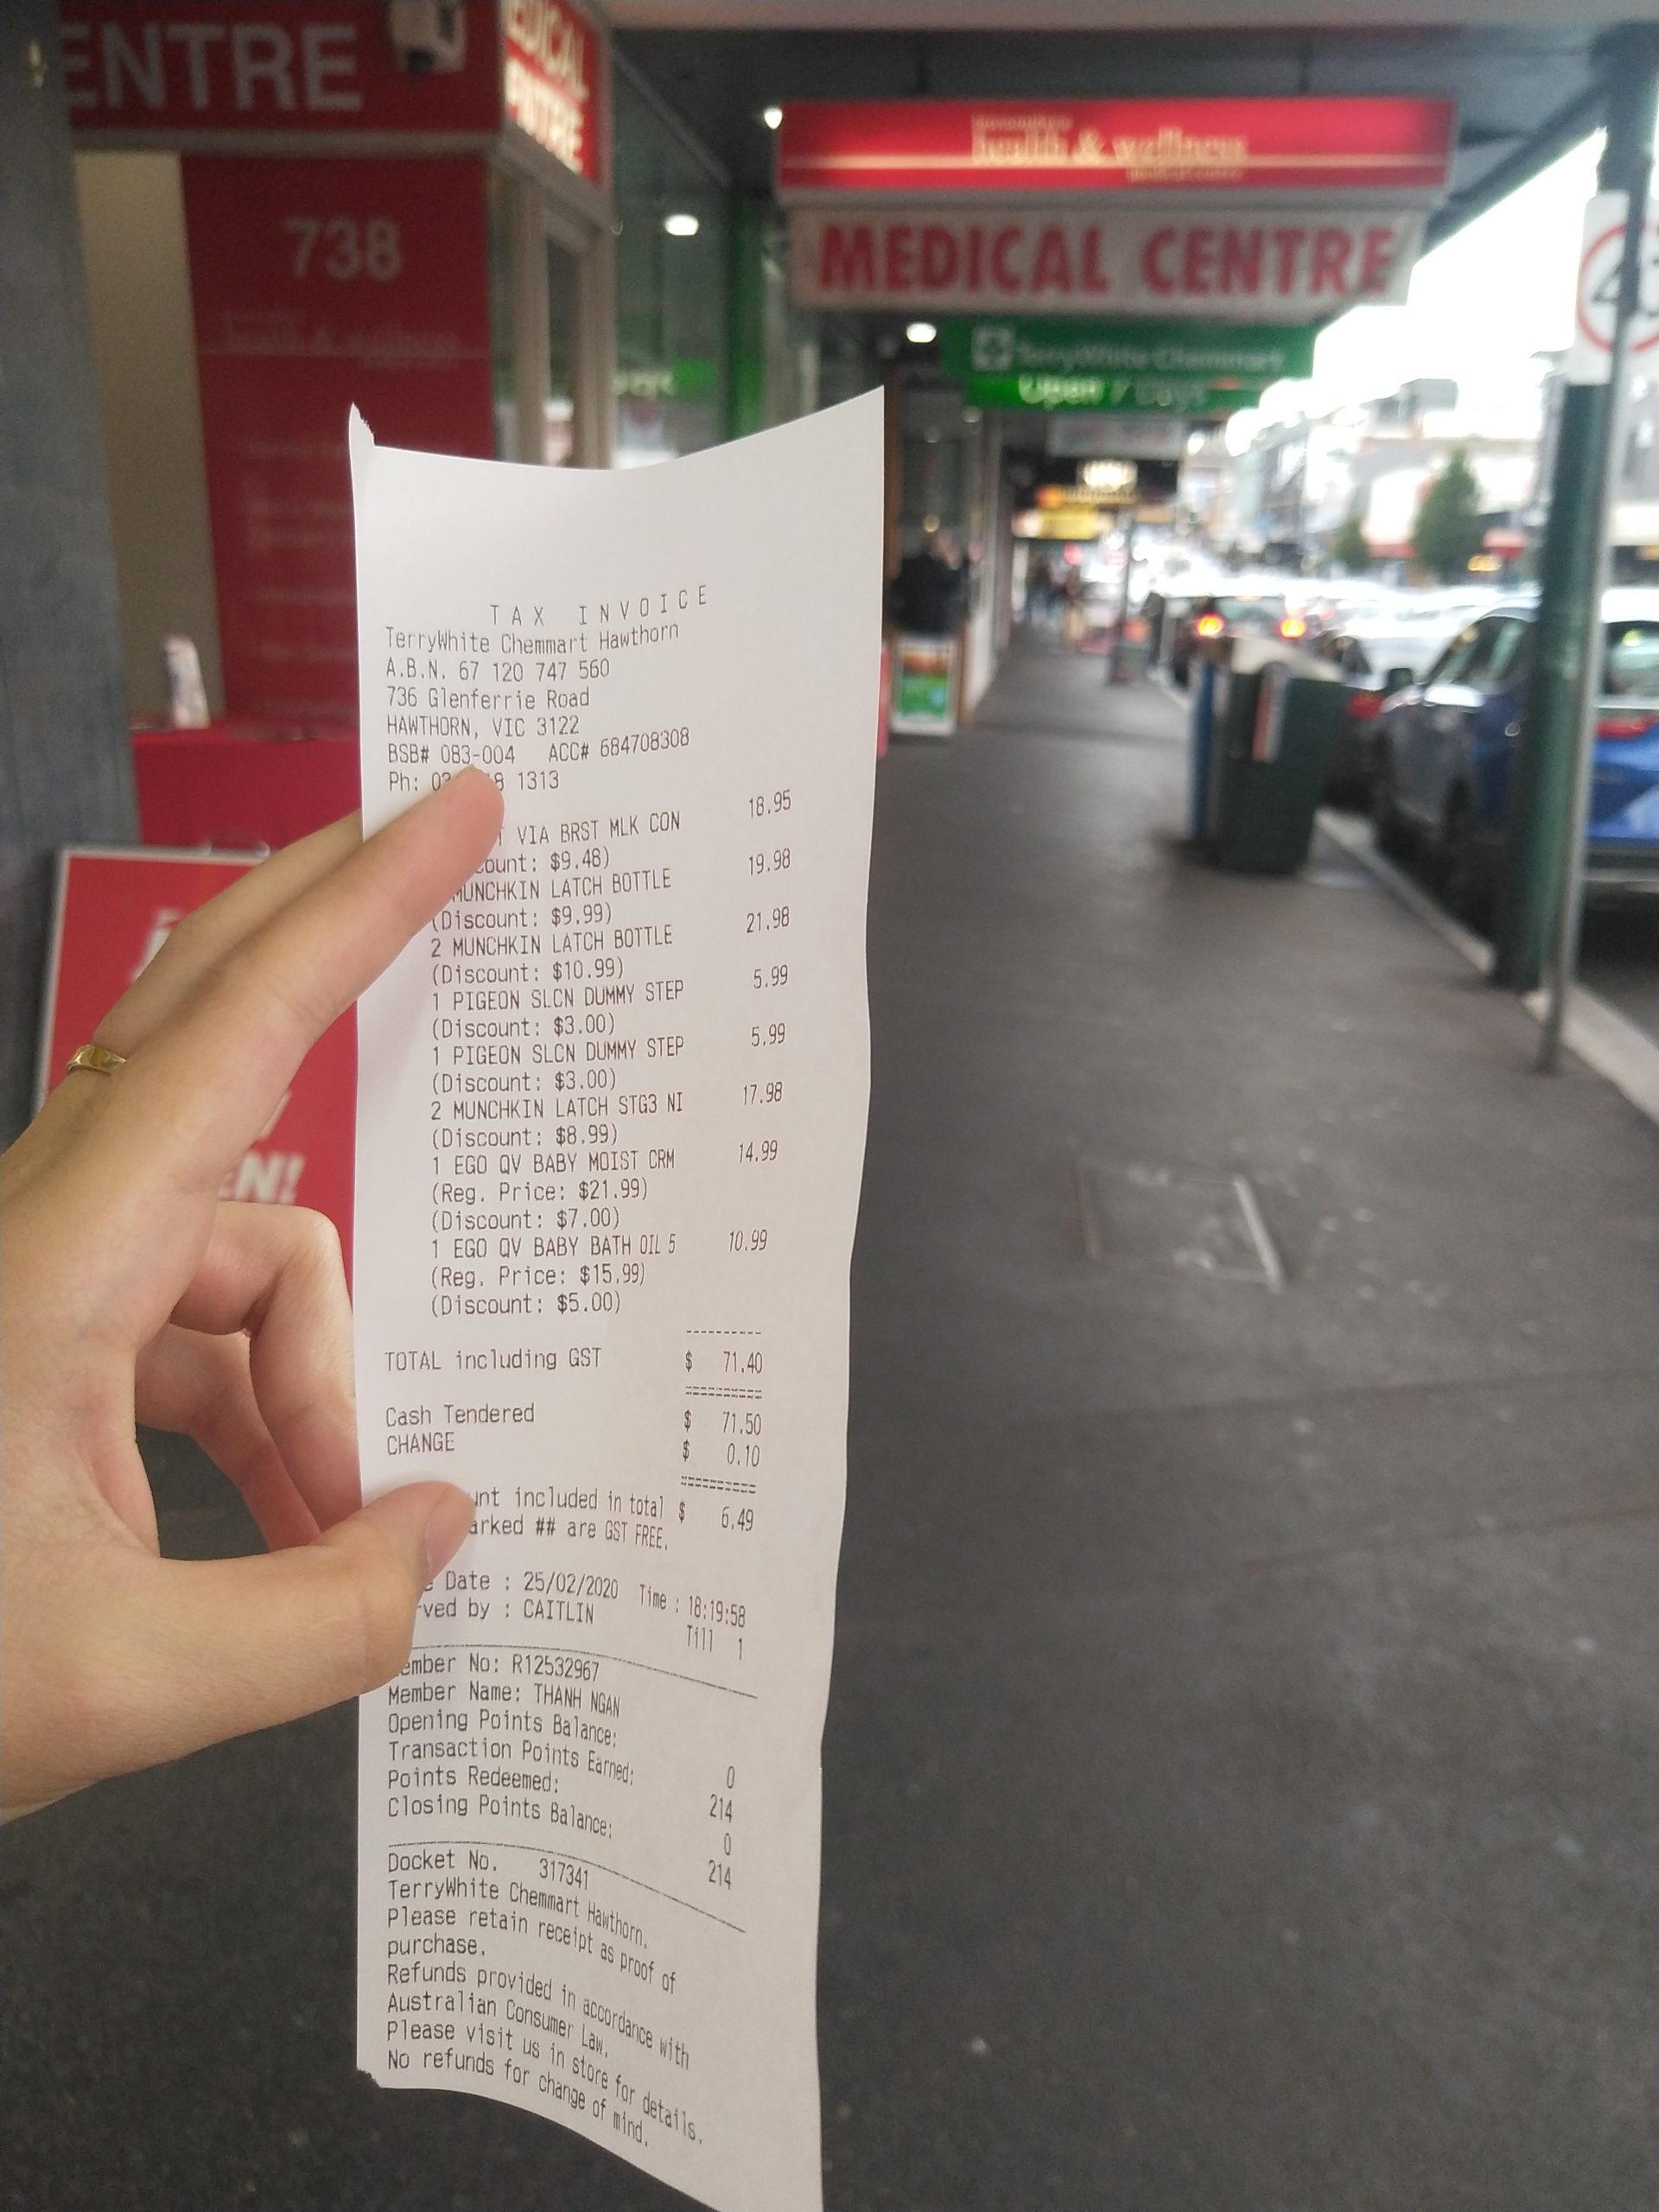 ENTRE
MEDICAL
738
health & wellness
MEDICAL CENTRE
TerryWhite Chemmart
Open 7 Days
TAX INVOICE
TerryWhite Chemmart Hawthorn
A.B.N. 67 120 747 560
736 Glenferrie Road
HAWTHORN, VIC 3122
BSB# 083-004 ACC# 684708308
Ph: 1313
VIA BRST MLK CON 18.95
$9.48)
MUNCHKIN LATCH BOTTLE 19.98
(Discount: $9.99)
2 MUNCHKIN LATCH BOTTLE 21.98
(Discount: $10.99)
1 PIGEON SLCN DUMMY STEP 5.99
(Discount: $3.00)
1 PIGEON SLCN DUMMY STEP 5.99
(Discount: $3.00)
2 MUNCHKIN LATCH STG3 NI 17.98
(Discount: $8.99)
1 EGO QV BABY MOIST CRM 14.99
(Reg. Price: $21.99)
(Discount: $7.00)
1 EGO QV BABY BATH OIL 5 10.99
(Reg. Price: $15.99)
(Discount: $5.00)
TOTAL including GST $ 71.40
Cash Tendered $ 71.50
CHANGE $ 0.10
included in total $ 6.49
## are GST FREE.
Date : 25/02/2020 Time : 18:19:58
by : CAITLIN Till 1
No: R12532967
Member Name: THANH NGAN
Opening Points Balance: 0
Transaction Points Earned: 214
Points Redeemed: 0
Closing Points Balance: 214
Docket No. 317341
TerryWhite Chemmart Hawthorn.
Please retain receipt as proof of
purchase.
Refunds provided in accordance with
Australian Consumer Law.
Please visit us in store for details.
No refunds for change of mind.